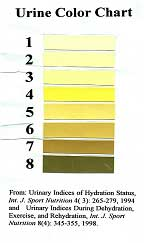 Urine Color Chart
1
2
3
4
5
6
7
8
From: Urinary Indices of Hydration Status,
Int. J. Sport Nutrition 4( 3): 265-279, 1994
and Urinary Indices During Dehydration,
Exercise, and Rehydration, Int. J. Sport
Nutrition 8(4): 345-355, 1998.